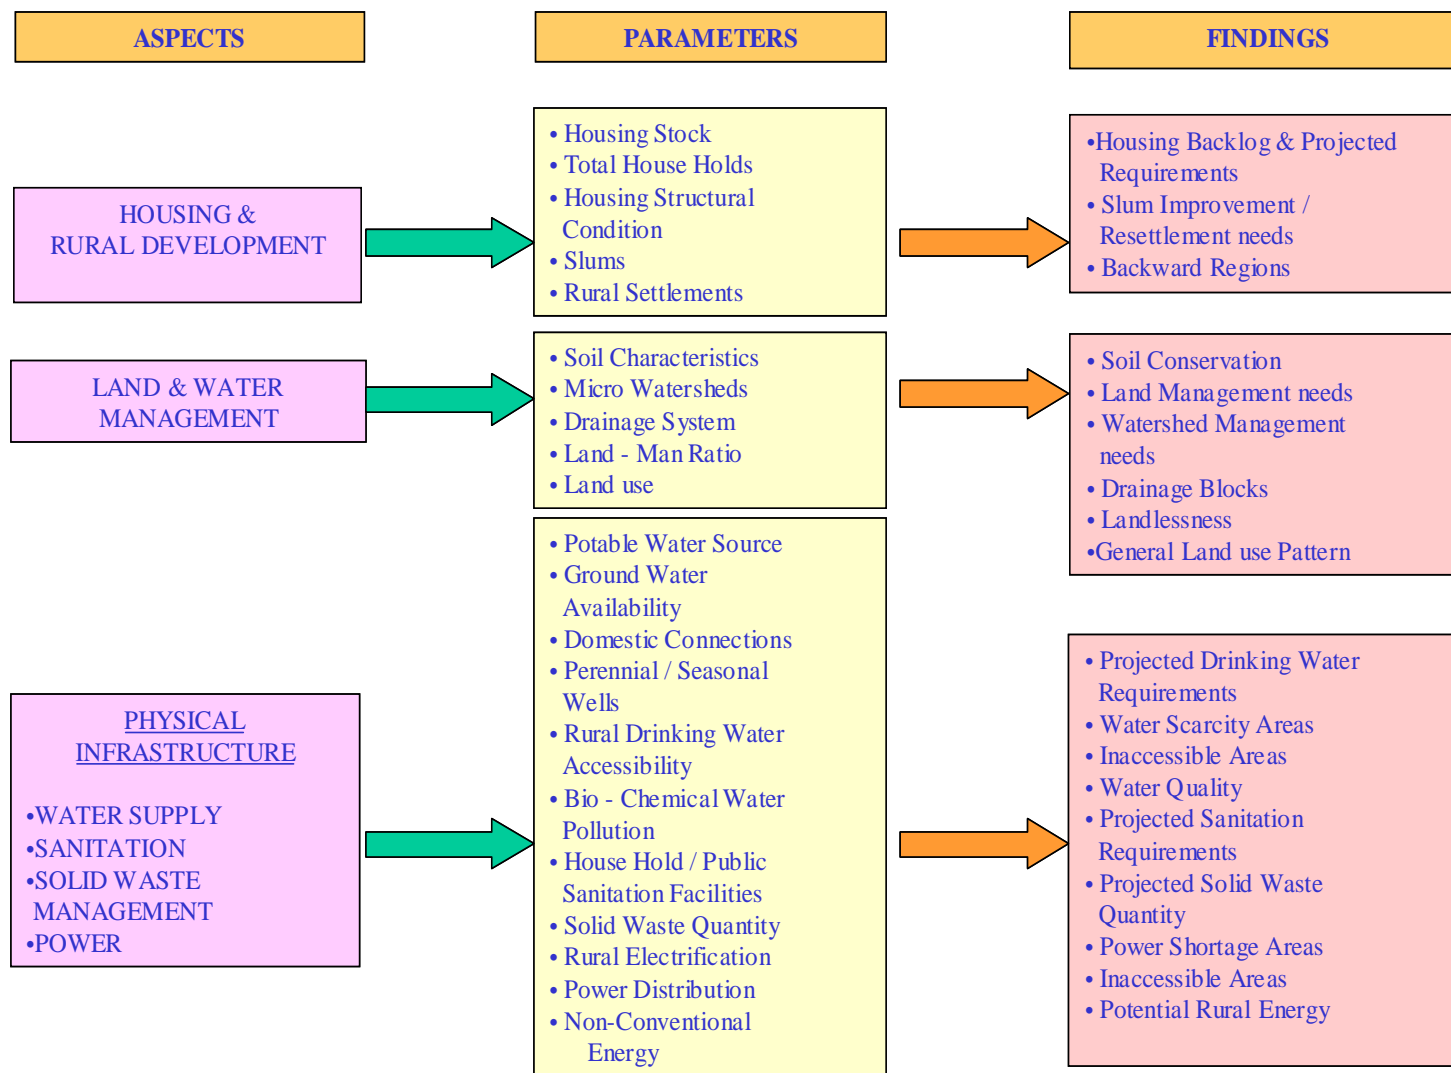 ASPECTS
PARAMETERS
FINDINGS
HOUSING &
RURAL DEVELOPMENT
• Housing Stock
• Total House Holds
• Housing Structural
Condition
• Slums
• Rural Settlements
•Housing Backlog & Projected
Requirements
• Slum Improvement /
Resettlement needs
• Backward Regions
LAND & WATER
MANAGEMENT
• Soil Characteristics
• Micro Watersheds
• Drainage System
• Land - Man Ratio
• Land use
• Soil Conservation
• Land Management needs
• Watershed Management
needs
• Drainage Blocks
• Landlessness
•General Land use Pattern
PHYSICAL
INFRASTRUCTURE
•WATER SUPPLY
•SANITATION
•SOLID WASTE
MANAGEMENT
•POWER
• Potable Water Source
• Ground Water
Availability
• Domestic Connections
• Perennial / Seasonal
Wells
• Rural Drinking Water
Accessibility
• Bio - Chemical Water
Pollution
• House Hold / Public
Sanitation Facilities
• Solid Waste Quantity
• Rural Electrification
• Power Distribution
• Non-Conventional
Energy
• Projected Drinking Water
Requirements
• Water Scarcity Areas
• Inaccessible Areas
• Water Quality
• Projected Sanitation
Requirements
• Projected Solid Waste
Quantity
• Power Shortage Areas
• Inaccessible Areas
• Potential Rural Energy